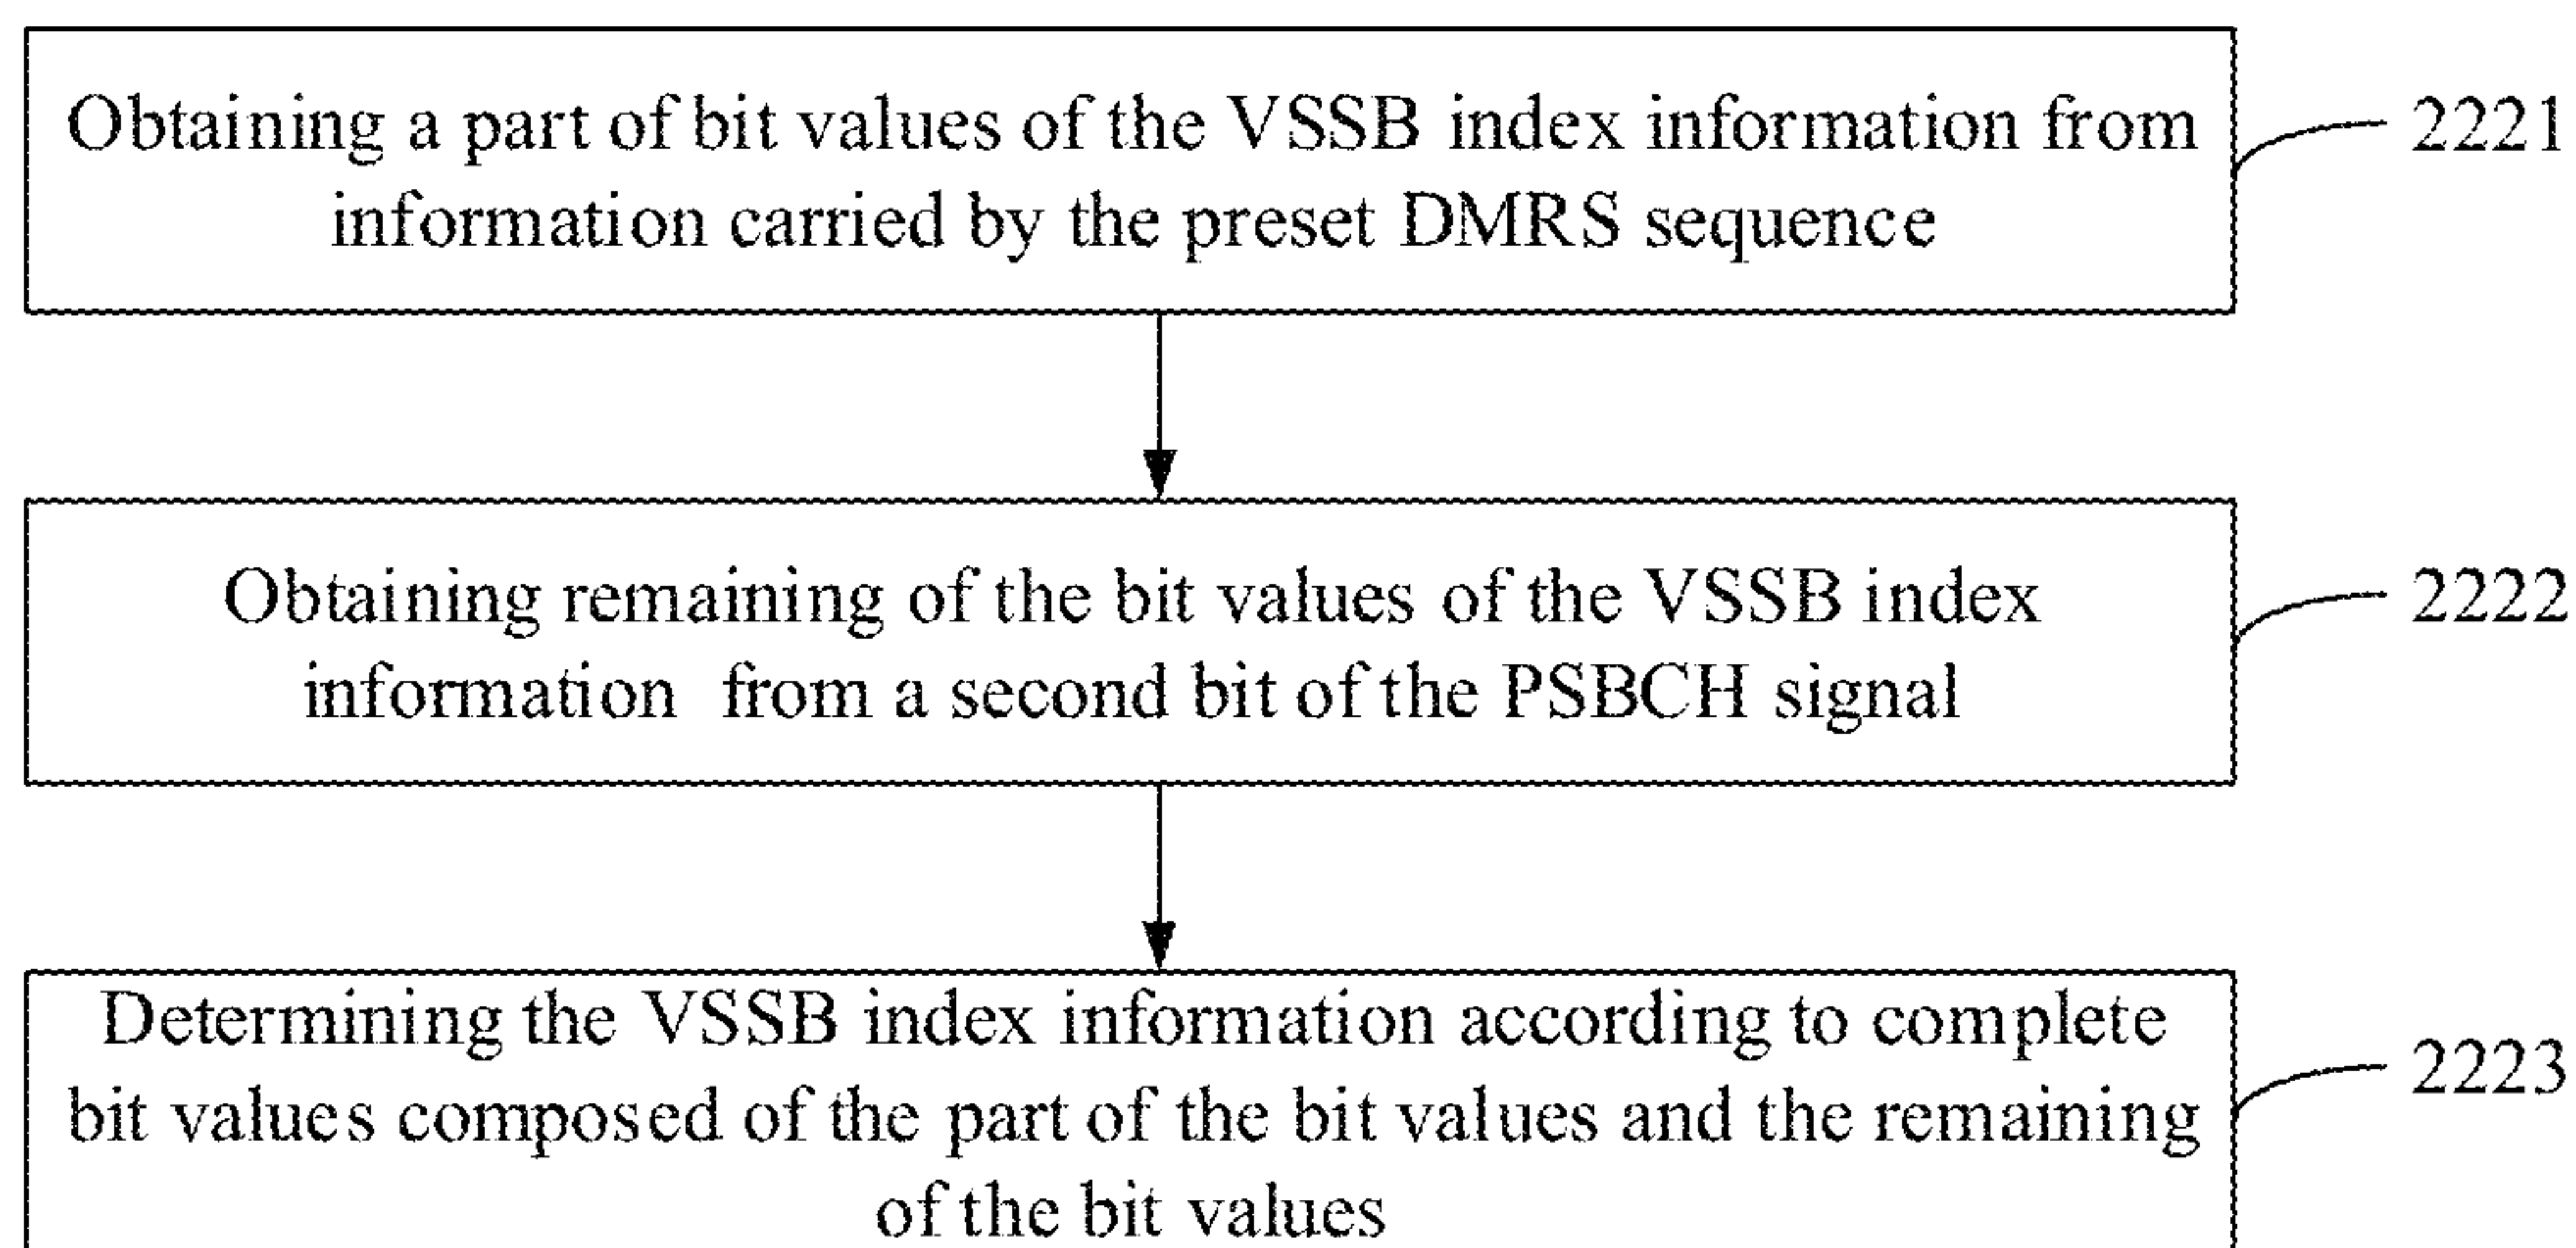 Obtaining a part of bit values of the VSSB index information from
information carried by the preset DMRS sequence
2221
Obtaining remaining of the bit values of the VSSB index
information from a second bit of the PSBCH signal
2222
Determining the VSSB index information according to complete
bit values composed of the part of the bit values and the remaining
of the bit values
2223